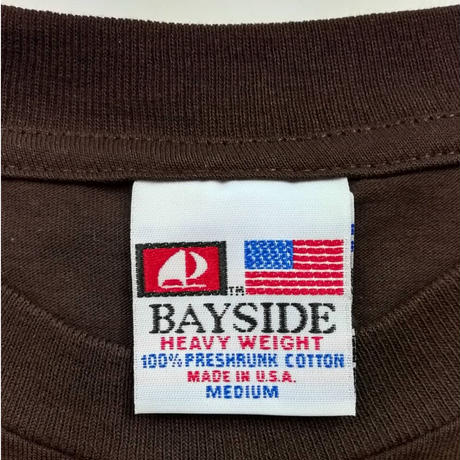 TM
BAYSIDE
HEAVY WEIGHT
100% PRESHRUNK COTTON
MADE IN U.S.A.
MEDIUM